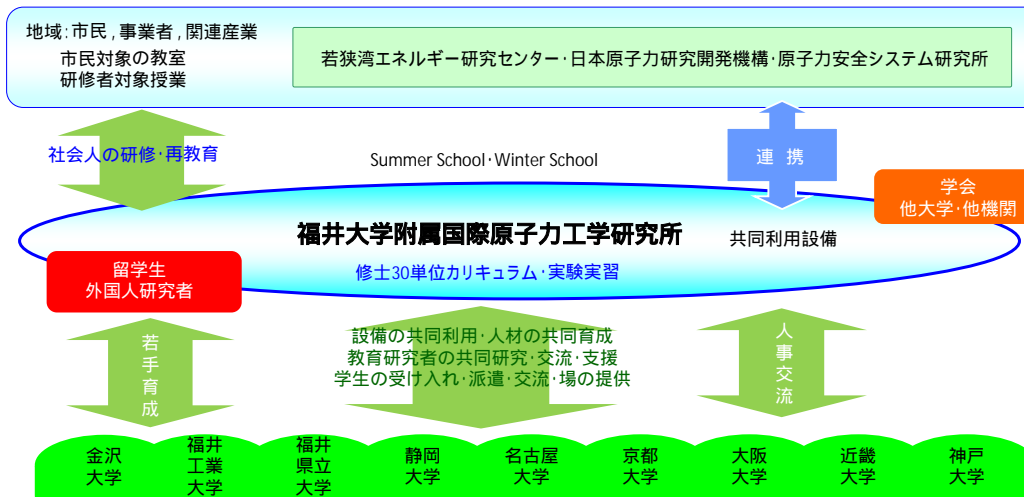 地域:市民,事業者,関連産業
市民対象の教室
研修者対象授業
若狭湾エネルギー研究センター・日本原子力研究開発機構・原子力安全システム研究所
社会人の研修・再教育
Summer School・Winter School
連 携
学会
他大学・他機関
福井大学附属国際原子力工学研究所
共同利用設備
修士30単位カリキュラム・実験実習
留学生
外国人研究者
若手育成
設備の共同利用・人材の共同育成
教育研究者の共同研究・交流・支援
学生の受け入れ・派遣・交流・場の提供
人事交流
金沢
大学
福井
工業
大学
福井
県立
大学
静岡
大学
名古屋
大学
京都
大学
大阪
大学
近畿
大学
神戸
大学